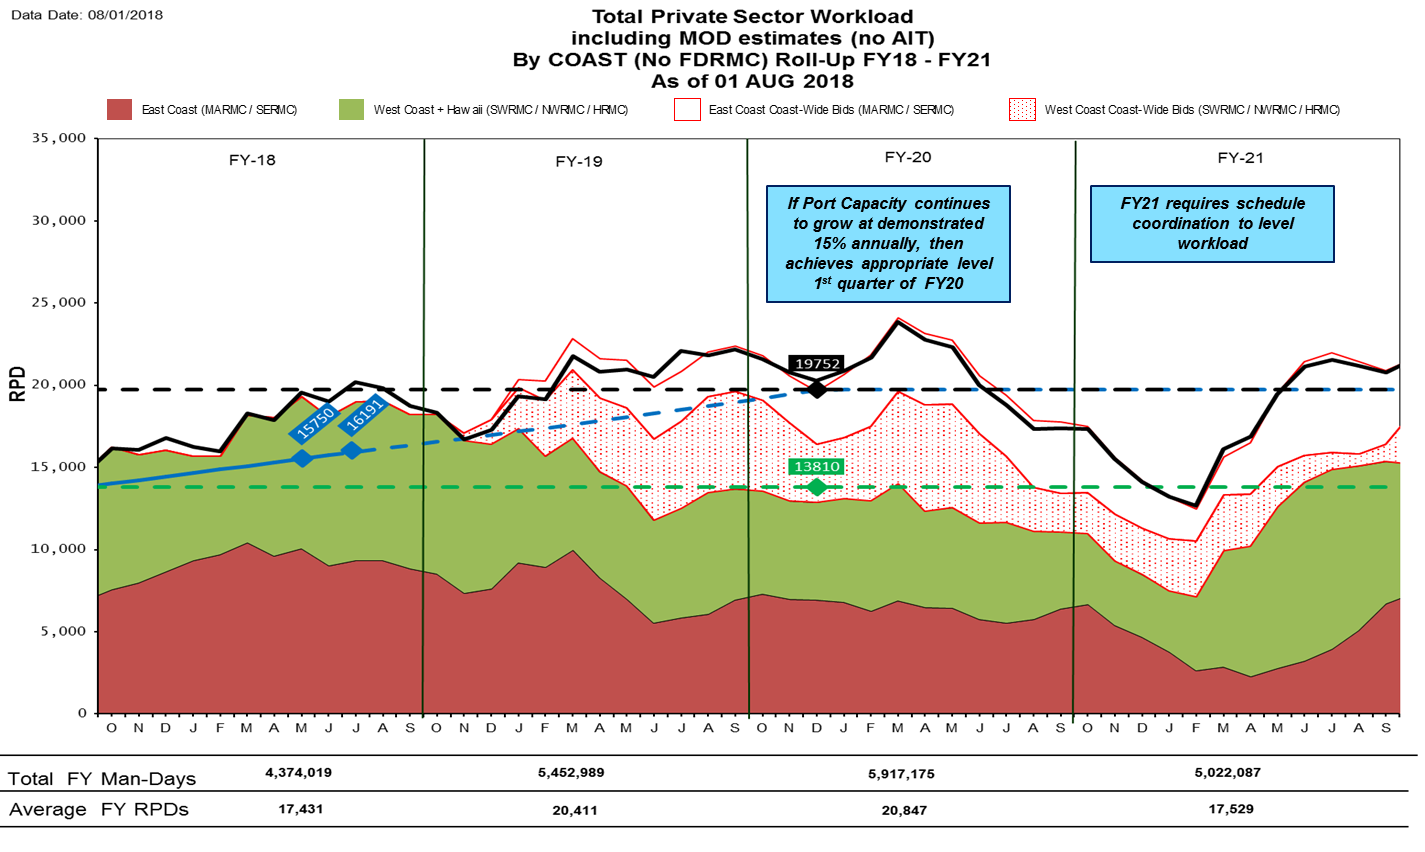 Data Date: 08/01/2018
Total Private Sector Workload
including MOD estimates (no AIT)
By COAST (No FDRMC) Roll-Up FY18 - FY21
As of 01 AUG 2018
East Coast (MARMC / SERMC)
West Coast + Hawaii (SWRMC / NWRMC / HRMC)
East Coast Coast-Wide Bids (MARMC / SERMC)
West Coast Coast-Wide Bids (SWRMC / NWRMC / HRMC)
35,000
30,000
25,000
20,000
15,000
10,000
5,000
0
RPD
FY-18
FY-19
FY-20
FY-21
If Port Capacity continues
to grow at demonstrated
15% annually, then
achieves appropriate level
1st quarter of FY20
FY21 requires schedule
coordination to level
workload
15750
16191
19752
13810
O N D J F M A M J J A S O N D J F M A M J J A S O N D J F M A M J J A S O N D J F M A M J J A S
Total FY Man-Days 4,374,019 5,452,989 5,917,175 5,022,087
Average FY RPDs 17,431 20,411 20,847 17,529